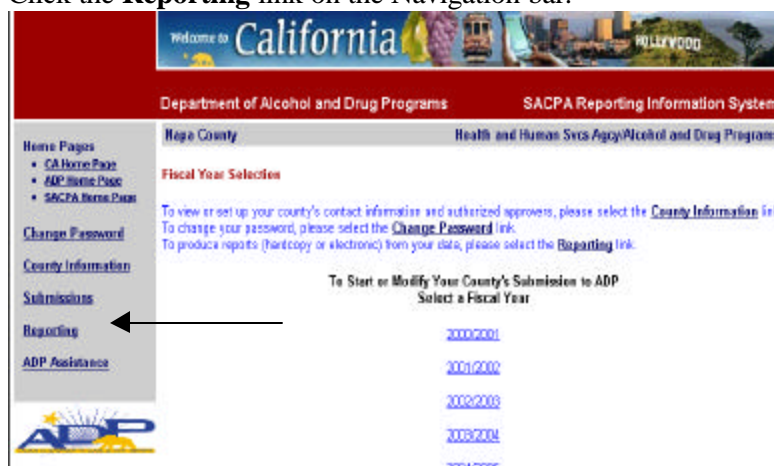 Click the Reporting link on the Navigation bar.
Welcome to California
HOLLYWOOD
Department of Alcohol and Drug Programs SACPA Reporting Information System
Napa County Health and Human Svcs Agcy/Alcohol and Drug Program
Home Pages
• CA Home Page
• ADP Home Page
• SACPA Home Page
Change Password
County Information
Submissions
Reporting
ADP Assistance
ADP
Fiscal Year Selection
To view or set up your county's contact information and authorized approvers, please select the County Information lin
To change your password, please select the Change Password link.
To produce reports (hardcopy or electronic) from your data, please select the Reporting link.
To Start or Modify Your County's Submission to ADP
Select a Fiscal Year
2000/2001
2001/2002
2002/2003
2003/2004
2004/2005